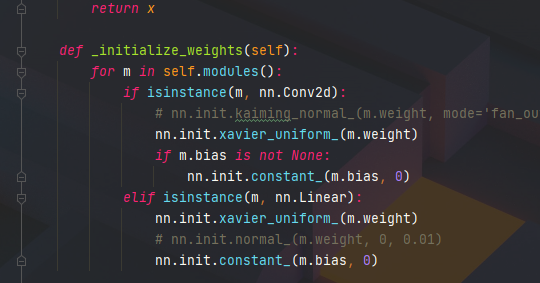 return x
def _initialize_weights(self):
for m in self.modules():
if isinstance(m, nn.Conv2d):
# nn.init.kaiming_normal_(m.weight, mode='fan_ou
nn.init.xavier_uniform_(m.weight)
if m.bias is not None:
nn.init.constant_(m.bias, 0)
elif isinstance(m, nn.Linear):
nn.init.xavier_uniform_(m.weight)
# nn.init.normal_(m.weight, 0, 0.01)
nn.init.constant_(m.bias, 0)